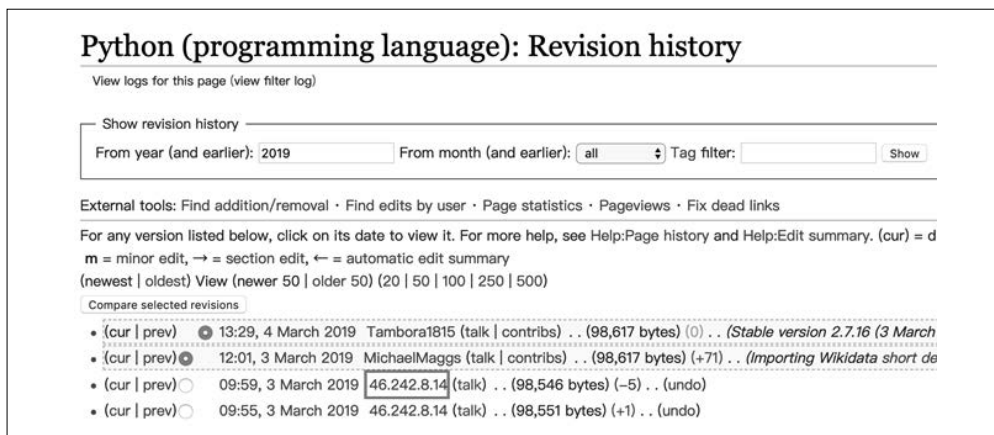 Python (programming language): Revision history
View logs for this page (view filter log)
Show revision history
From year (and earlier): 2019 From month (and earlier): all Tag filter: Show
External tools: Find addition/removal · Find edits by user · Page statistics · Pageviews · Fix dead links
For any version listed below, click on its date to view it. For more help, see Help:Page history and Help:Edit summary. (cur) = d
m = minor edit, → = section edit, ← = automatic edit summary
(newest | oldest) View (newer 50 | older 50) (20 | 50 | 100 | 250 | 500)
Compare selected revisions
• (cur | prev) 13:29, 4 March 2019 Tambora1815 (talk | contribs) . . (98,617 bytes) (0) . . (Stable version 2.7.16 (3 March
• (cur | prev) 12:01, 3 March 2019 MichaelMaggs (talk | contribs) . . (98,617 bytes) (+71) . . (Importing Wikidata short de
• (cur | prev) 09:59, 3 March 2019 46.242.8.14 (talk) . . (98,546 bytes) (−5) . . (undo)
• (cur | prev) 09:55, 3 March 2019 46.242.8.14 (talk) . . (98,551 bytes) (+1) . . (undo)